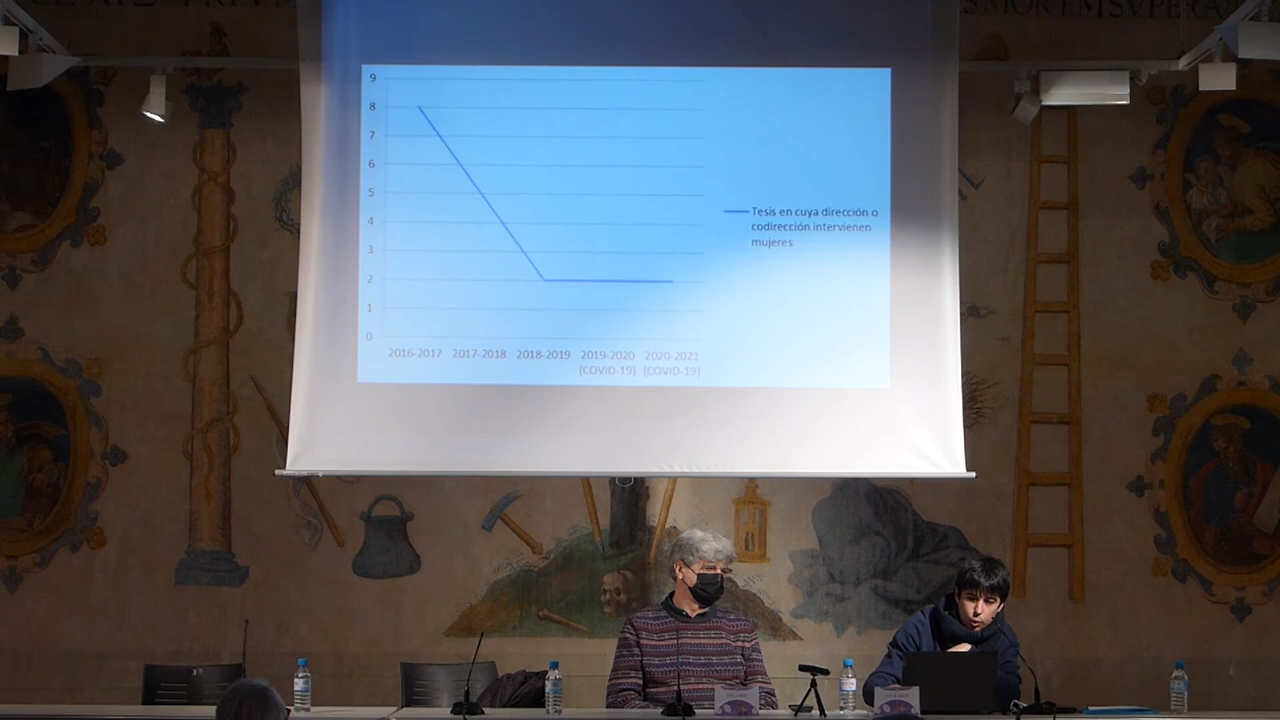 SMOREMSVPERA
9
8
7
6
5
4
3
2
1
0
2016-2017 2017-2018 2018-2019 2019-2020 2020-2021
(COVID-19) (COVID-19)
Tesis en cuya dirección o
codirección intervienen
mujeres